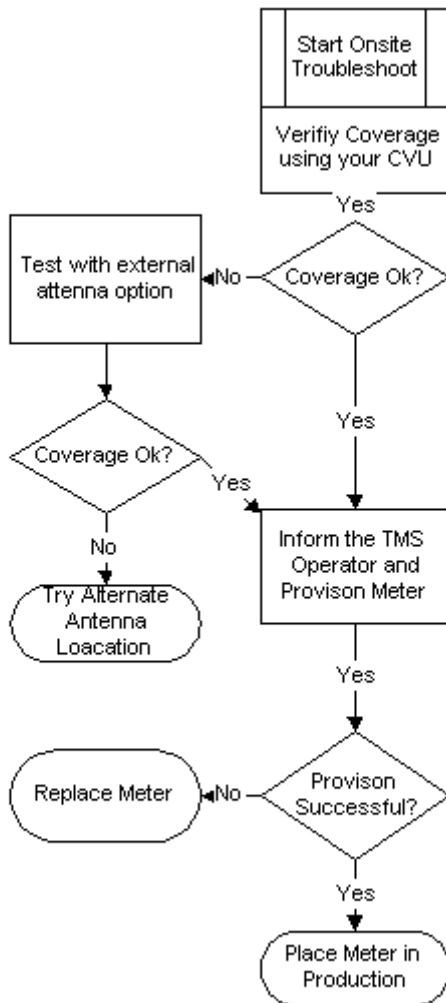 Start Onsite
Troubleshoot
Verifiy Coverage
using your CVU
Yes
Coverage Ok?
No
Test with external
attenna option
Yes
Coverage Ok?
Yes
No
Try Alternate
Antenna
Loacation
Inform the TMS
Operator and
Provison Meter
Yes
Provison
Successful?
No
Replace Meter
Yes
Place Meter in
Production